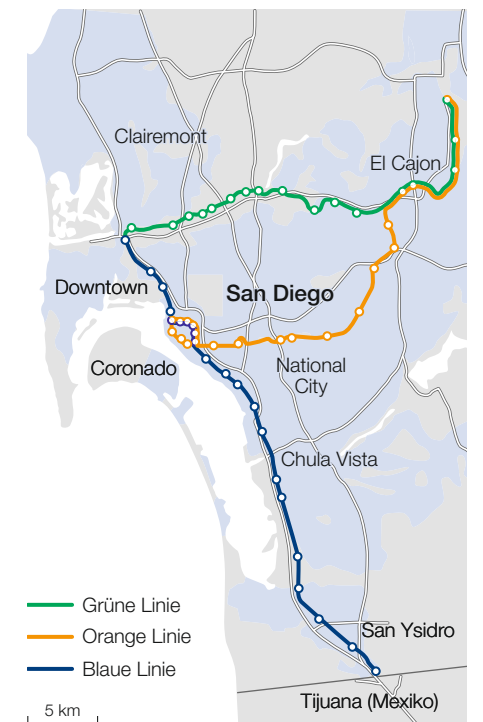 Clairemont
El Cajon
Downtown
San Diego
Coronado
National
City
Chula Vista
Grüne Linie
Orange Linie
Blaue Linie
San Ysidro
Tijuana (Mexiko)
5 km